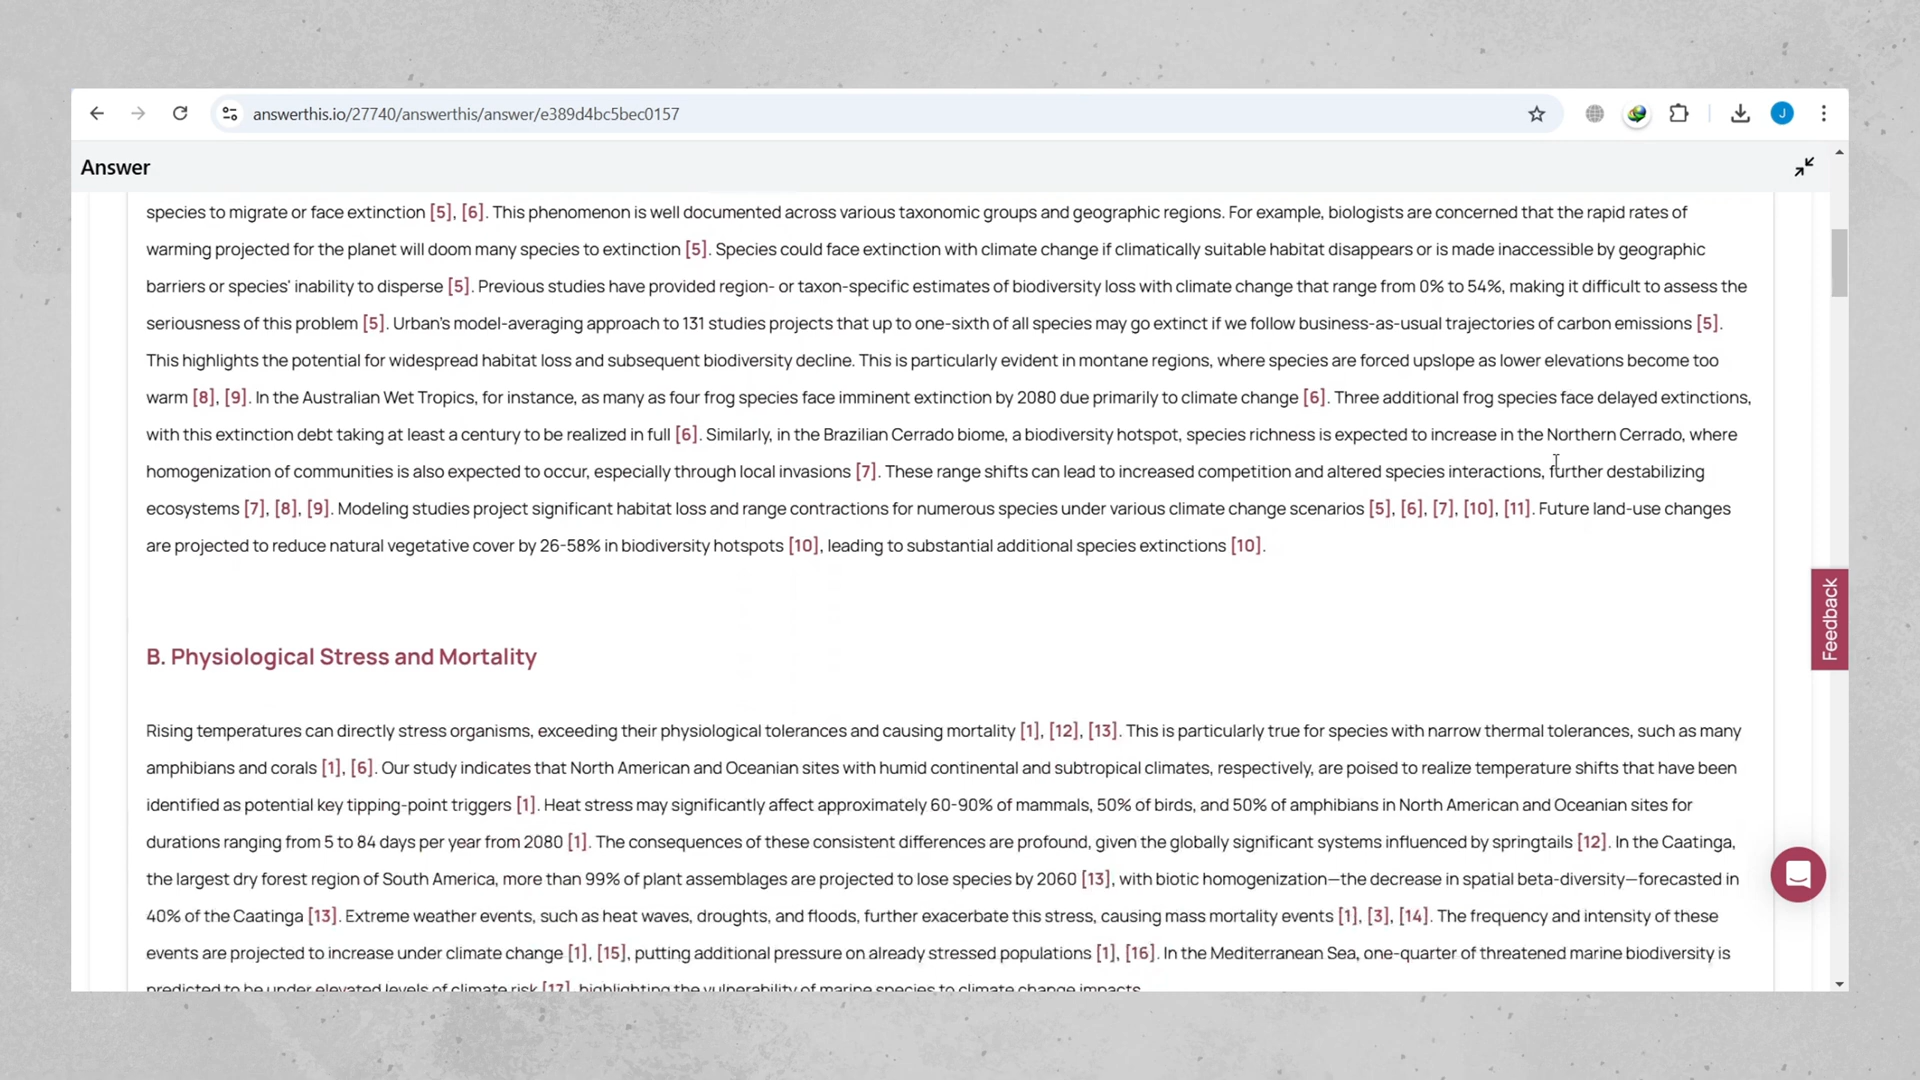 answerthis.io/27740/answerthis/answer/e389d4bc5bec0157
J
Answer
species to migrate or face extinction [5], [6]. This phenomenon is well documented across various taxonomic groups and geographic regions. For example, biologists are concerned that the rapid rates of
warming projected for the planet will doom many species to extinction [5]. Species could face extinction with climate change if climatically suitable habitat disappears or is made inaccessible by geographic
barriers or species' inability to disperse [5]. Previous studies have provided region- or taxon-specific estimates of biodiversity loss with climate change that range from 0% to 54%, making it difficult to assess the
seriousness of this problem [5]. Urban's model-averaging approach to 131 studies projects that up to one-sixth of all species may go extinct if we follow business-as-usual trajectories of carbon emissions [5].
This highlights the potential for widespread habitat loss and subsequent biodiversity decline. This is particularly evident in montane regions, where species are forced upslope as lower elevations become too
warm [8], [9]. In the Australian Wet Tropics, for instance, as many as four frog species face imminent extinction by 2080 due primarily to climate change [6]. Three additional frog species face delayed extinctions,
with this extinction debt taking at least a century to be realized in full [6]. Similarly, in the Brazilian Cerrado biome, a biodiversity hotspot, species richness is expected to increase in the Northern Cerrado, where
homogenization of communities is also expected to occur, especially through local invasions [7]. These range shifts can lead to increased competition and altered species interactions, further destabilizing
ecosystems [7], [8], [9]. Modeling studies project significant habitat loss and range contractions for numerous species under various climate change scenarios [5], [6], [7], [10], [11]. Future land-use changes
are projected to reduce natural vegetative cover by 26-58% in biodiversity hotspots [10], leading to substantial additional species extinctions [10].
Feedback
B. Physiological Stress and Mortality
Rising temperatures can directly stress organisms, exceeding their physiological tolerances and causing mortality [1], [12], [13]. This is particularly true for species with narrow thermal tolerances, such as many
amphibians and corals [1], [6]. Our study indicates that North American and Oceanian sites with humid continental and subtropical climates, respectively, are poised to realize temperature shifts that have been
identified as potential key tipping-point triggers [1]. Heat stress may significantly affect approximately 60-90% of mammals, 50% of birds, and 50% of amphibians in North American and Oceanian sites for
durations ranging from 5 to 84 days per year from 2080 [1]. The consequences of these consistent differences are profound, given the globally significant systems influenced by springtails [12]. In the Caatinga,
the largest dry forest region of South America, more than 99% of plant assemblages are projected to lose species by 2060 [13], with biotic homogenization—the decrease in spatial beta-diversity—forecasted in
40% of the Caatinga [13]. Extreme weather events, such as heat waves, droughts, and floods, further exacerbate this stress, causing mass mortality events [1], [3], [14]. The frequency and intensity of these
events are projected to increase under climate change [1], [15], putting additional pressure on already stressed populations [1], [16]. In the Mediterranean Sea, one-quarter of threatened marine biodiversity is
predicted to be under elevated levels of climate risk [17], highlighting the vulnerability of marine species to climate change impacts.